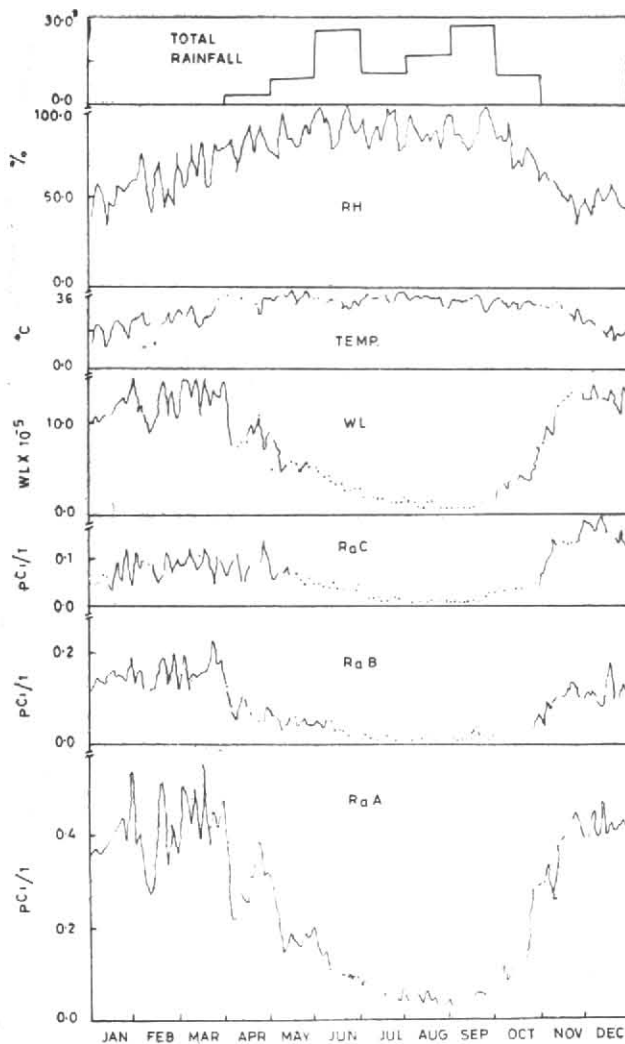 30·0
TOTAL
RAINFALL
0·0
100·0
%
50·0
RH
0·0
36
°C
TEMP.
0·0
WL
10·0
WL X 10⁻⁵
0·0
RaC
0·1
pCi/l
0·0
0·2
RaB
pCi/l
0·0
RaA
0·4
pCi/l
0·2
0·0
JAN FEB MAR APR MAY JUN JUL AUG SEP OCT NOV DEC